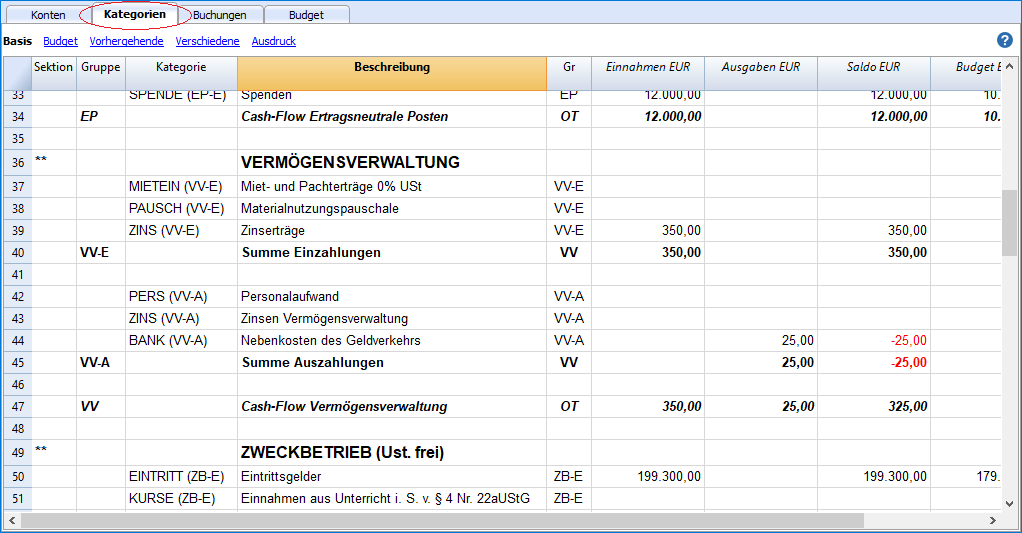 Konten Kategorien Buchungen Budget
Basis Budget Vorhergehende Verschiedene Ausdruck ?
Sektion Gruppe Kategorie Beschreibung Gr Einnahmen EUR Ausgaben EUR Saldo EUR Budget E
33 SPENDE (EP-E) Spenden EP 12.000,00 12.000,00 10.
34 EP Cash-Flow Ertragsneutrale Posten OT 12.000,00 12.000,00 10.
35
36 ** VERMÖGENSVERWALTUNG
37 MIETEIN (VV-E) Miet- und Pachterträge 0% USt VV-E
38 PAUSCH (VV-E) Materialnutzungspauschale VV-E
39 ZINS (VV-E) Zinserträge VV-E 350,00 350,00
40 VV-E Summe Einzahlungen VV 350,00 350,00
41
42 PERS (VV-A) Personalaufwand VV-A
43 ZINS (VV-A) Zinsen Vermögensverwaltung VV-A
44 BANK (VV-A) Nebenkosten des Geldverkehrs VV-A 25,00 -25,00
45 VV-A Summe Auszahlungen VV 25,00 -25,00
46
47 VV Cash-Flow Vermögensverwaltung OT 350,00 25,00 325,00
48
49 ** ZWECKBETRIEB (Ust. frei)
50 EINTRITT (ZB-E) Eintrittsgelder ZB-E 199.300,00 199.300,00 179.
51 KURSE (ZB-E) Einnahmen aus Unterricht i. S. v. § 4 Nr. 22aUStG ZB-E